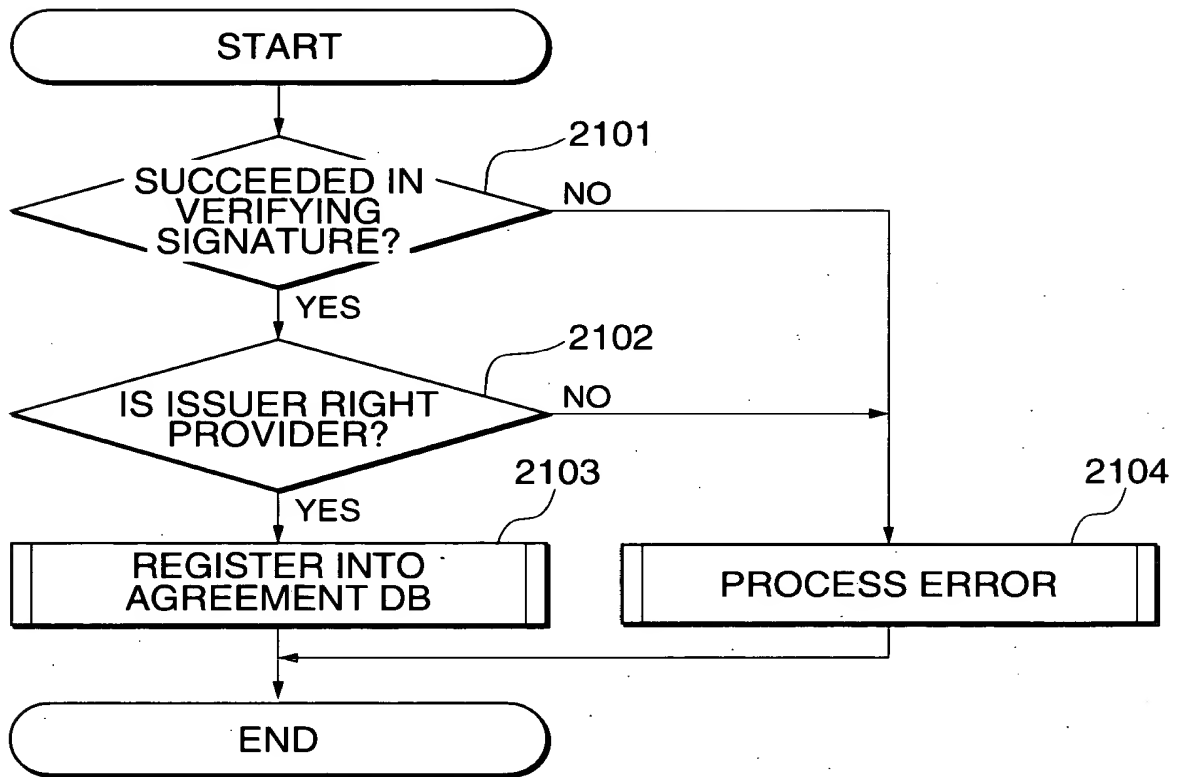 START
2101
SUCCEEDED IN
VERIFYING
SIGNATURE?
NO
YES
2102
IS ISSUER RIGHT
PROVIDER?
NO
YES
2103
REGISTER INTO
AGREEMENT DB
2104
PROCESS ERROR
END